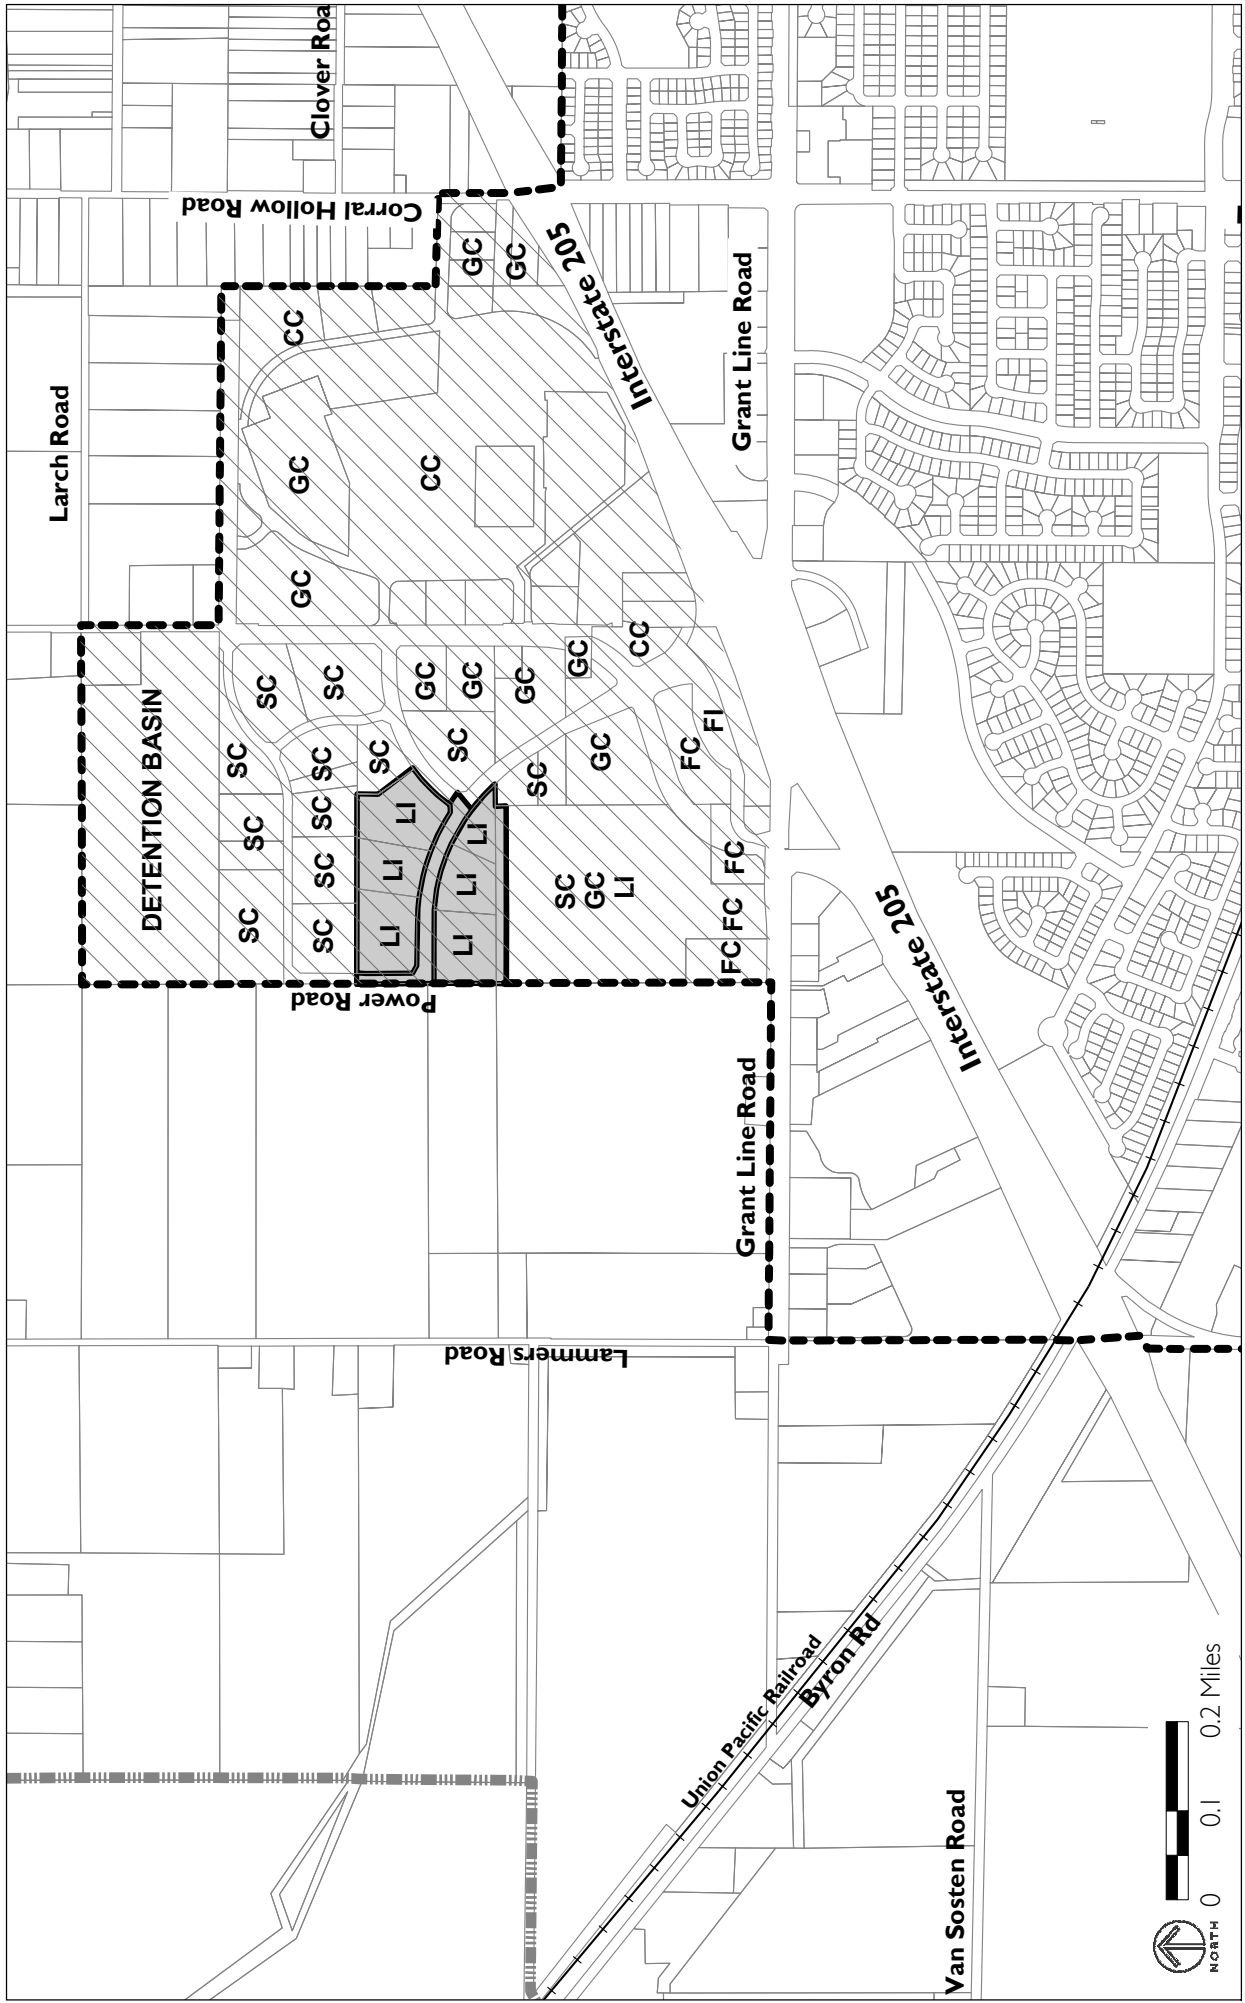 Larch Road
DETENTION BASIN
Corral Hollow Road
Clover Roa
SC
SC
SC
SC
GC
GC
CC
SC
SC
SC
SC
SC
Power Road
LI
LI
LI
SC
GC
CC
LI
LI
LI
SC
GC
GC
SC
GC
GC
Lammers Road
SC
GC
LI
GC
GC
CC
Interstate 205
FC
FI
FC
FC
FC
Grant Line Road
Grant Line Road
Union Pacific Railroad
Byron Rd
Interstate 205
Van Sosten Road
NORTH
0 0.1 0.2 Miles